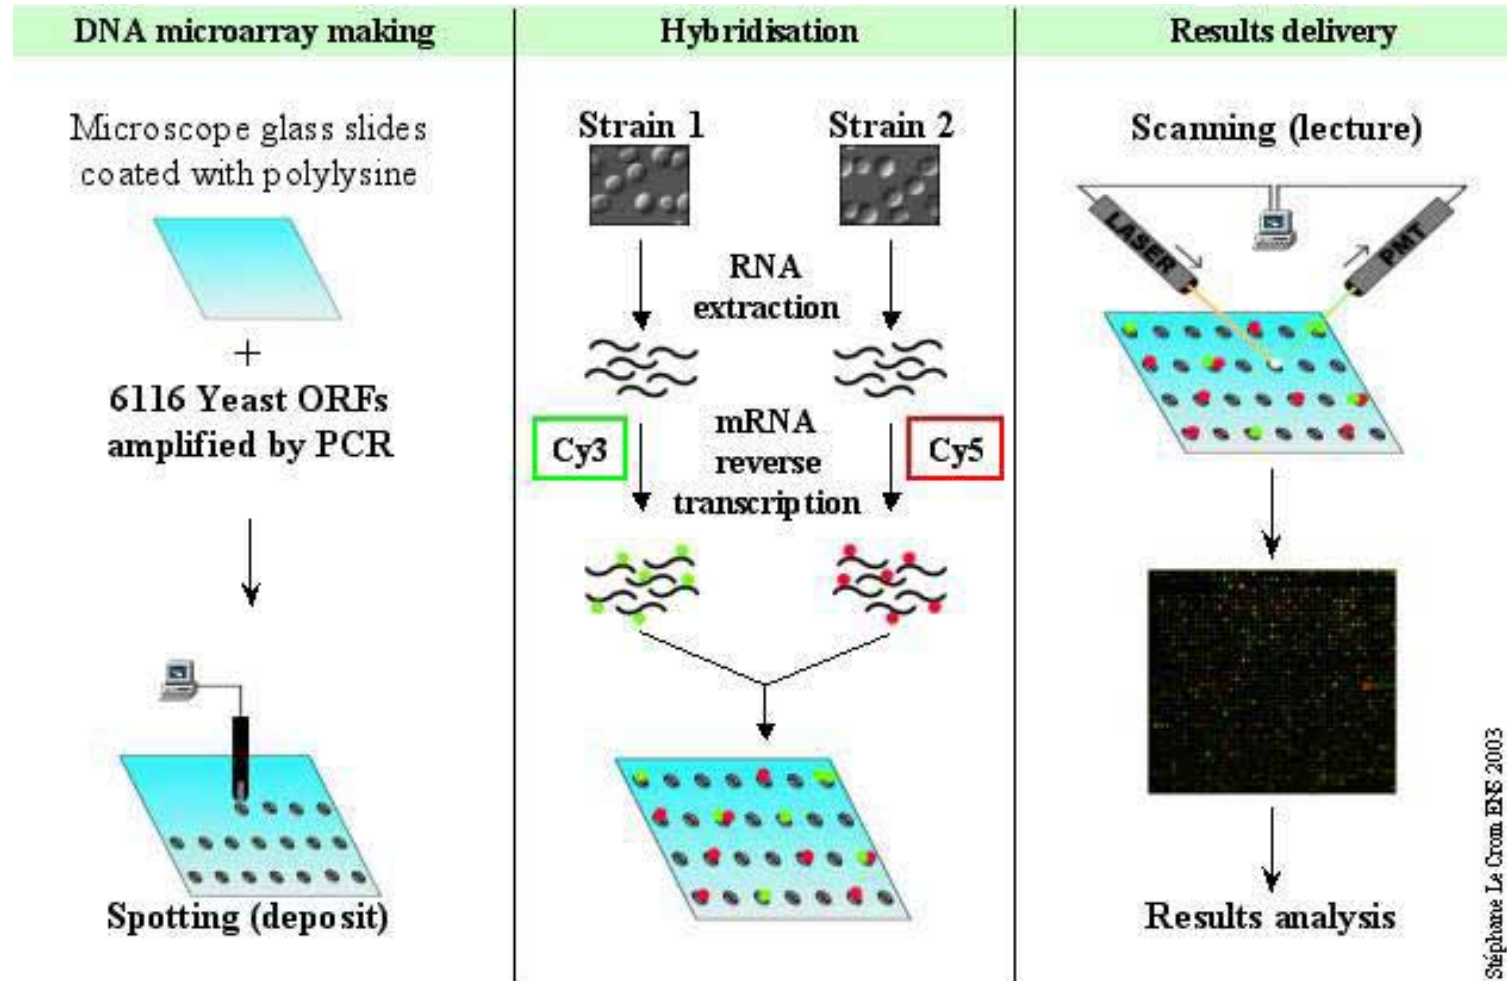 DNA microarray making
Microscope glass slides
coated with polylysine
+
6116 Yeast ORFs
amplified by PCR
Spotting (deposit)
Hybridisation
Strain 1
Strain 2
RNA
extraction
Cy3
mRNA
reverse
transcription
Cy5
Results delivery
Scanning (lecture)
LASER
PMT
Results analysis
Stéphane Le Crom ENS 2003